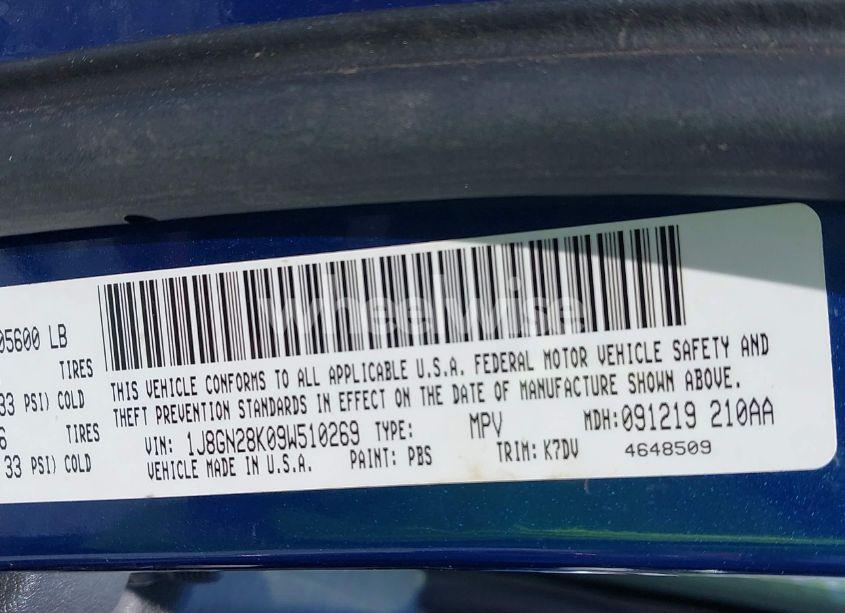 05600 LB
TIRES
33 PSI) COLD
6 TIRES
33 PSI) COLD
wheelwise
THIS VEHICLE CONFORMS TO ALL APPLICABLE U.S.A. FEDERAL MOTOR VEHICLE SAFETY AND
THEFT PREVENTION STANDARDS IN EFFECT ON THE DATE OF MANUFACTURE SHOWN ABOVE.
VIN: 1J8GN28K09W510269 TYPE: MPV MDH:091219 210AA
VEHICLE MADE IN U.S.A. PAINT: PBS TRIM: K7DV 4648509